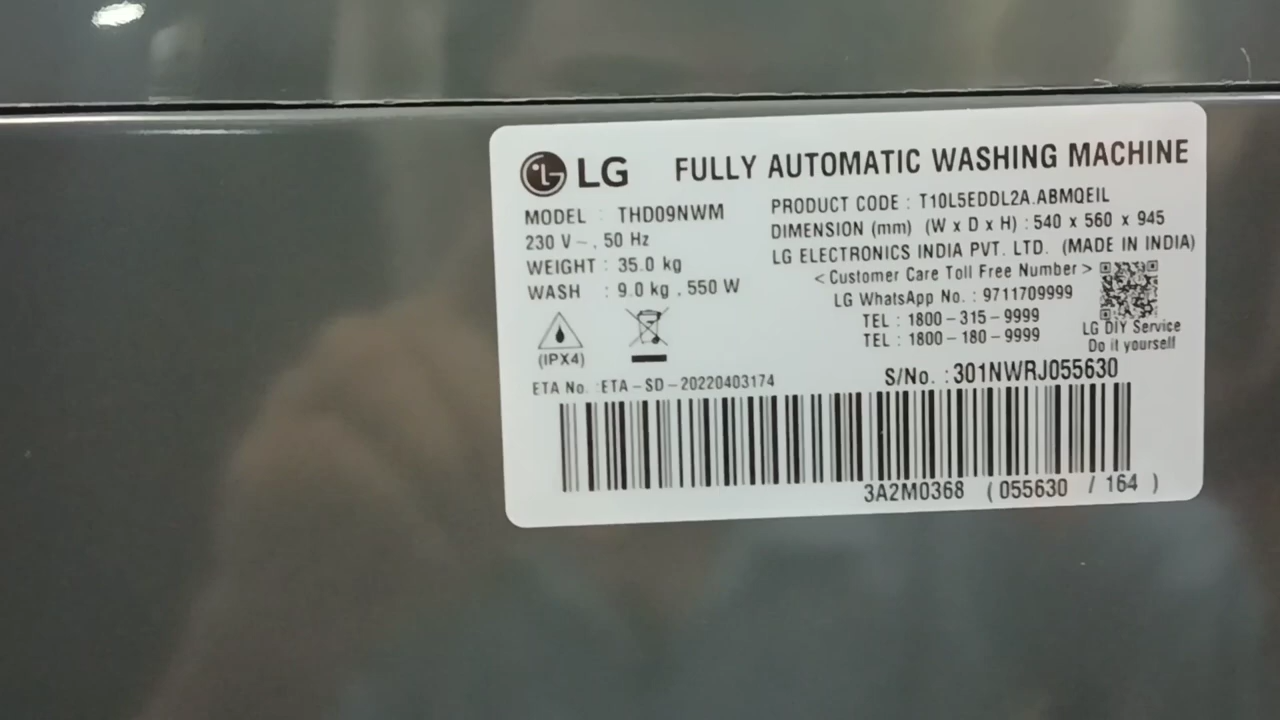 LG FULLY AUTOMATIC WASHING MACHINE
MODEL : THD09NWM
230 V ~ , 50 Hz
WEIGHT : 35.0 kg
WASH : 9.0 kg , 550 W
PRODUCT CODE : T10L5EDDL2A.ABMQEIL
DIMENSION (mm) (W x D x H) : 540 x 560 x 945
LG ELECTRONICS INDIA PVT. LTD. (MADE IN INDIA)
< Customer Care Toll Free Number >
LG WhatsApp No. : 9711709999
TEL : 1800 - 315 - 9999
TEL : 1800 - 180 - 9999
LG DIY Service
Do it yourself
(IPX4)
ETA No. : ETA - SD - 20220403174
S/No. : 301NWRJ055630
3A2M0368 ( 055630 / 164 )